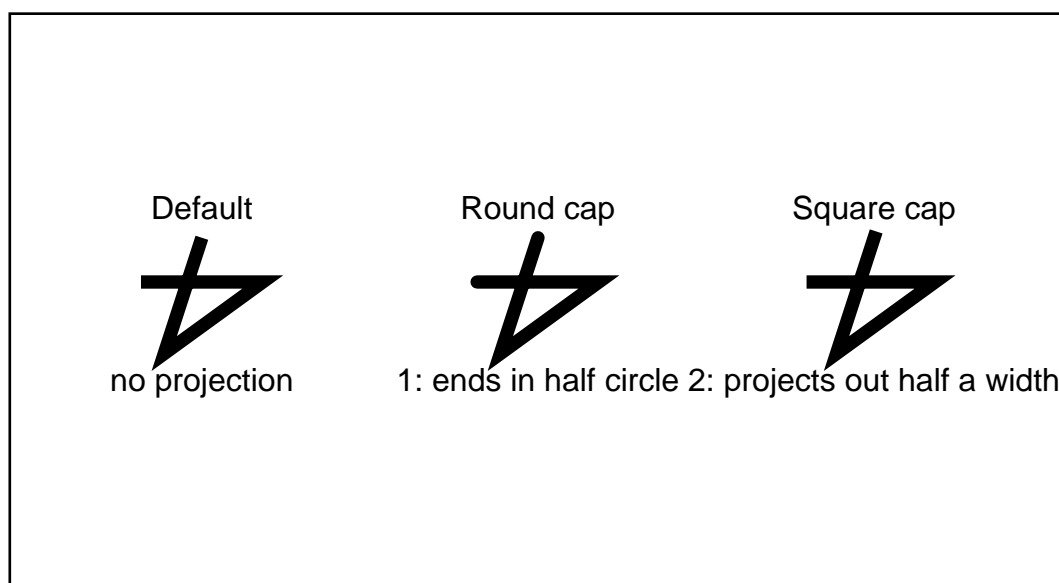 Default Round cap Square cap
no projection 1: ends in half circle 2: projects out half a width